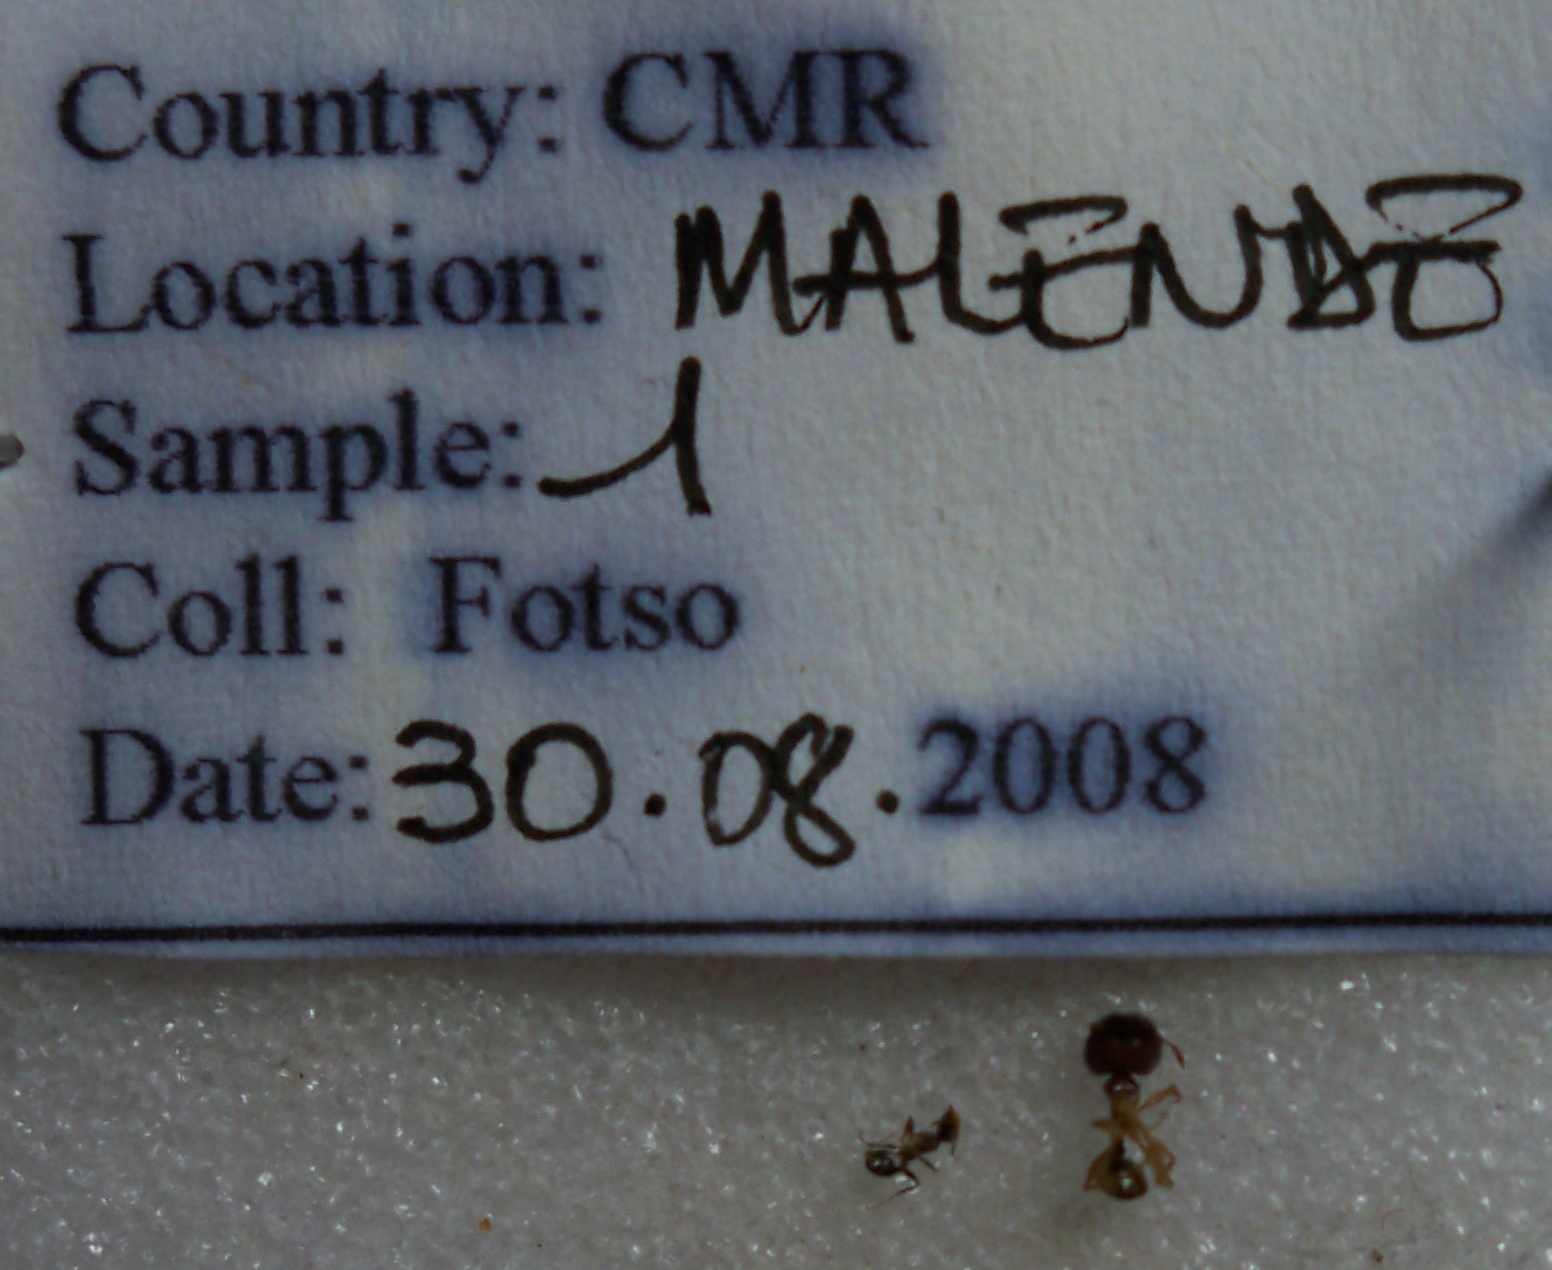 Country: CMR
Location: MALENDE
Sample: 1
Coll: Fotso
Date: 30.08.2008